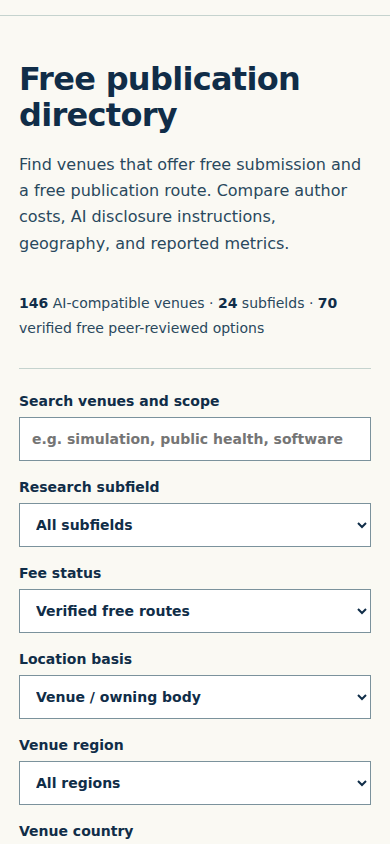 Free publication
directory
Find venues that offer free submission and
a free publication route. Compare author
costs, AI disclosure instructions,
geography, and reported metrics.
146 AI-compatible venues · 24 subfields · 70
verified free peer-reviewed options
Search venues and scope
e.g. simulation, public health, software
Research subfield
All subfields
Fee status
Verified free routes
Location basis
Venue / owning body
Venue region
All regions
Venue country